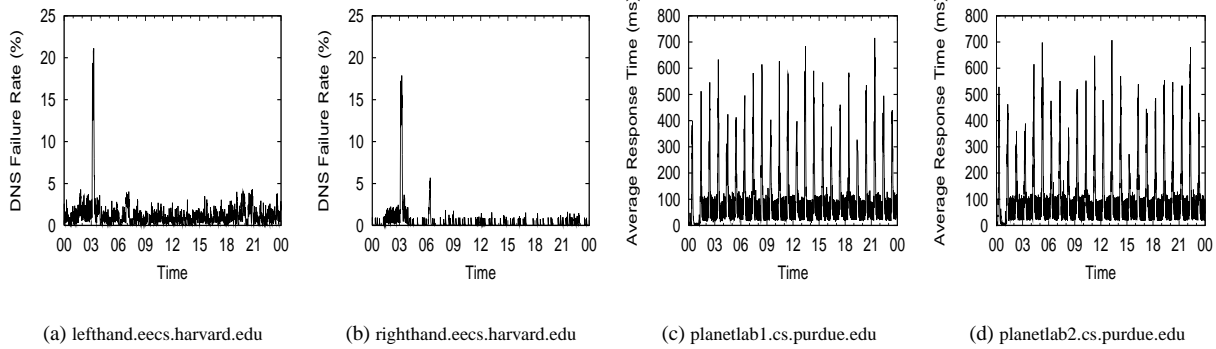 DNS Failure Rate (%)
25
20
15
10
5
0
00 03 06 09 12 15 18 21 00
Time
(a) lefthand.eecs.harvard.edu
DNS Failure Rate (%)
25
20
15
10
5
0
00 03 06 09 12 15 18 21 00
Time
(b) righthand.eecs.harvard.edu
Average Response Time (ms)
800
700
600
500
400
300
200
100
0
00 03 06 09 12 15 18 21 00
Time
(c) planetlab1.cs.purdue.edu
Average Response Time (ms)
800
700
600
500
400
300
200
100
0
00 03 06 09 12 15 18 21 00
Time
(d) planetlab2.cs.purdue.edu